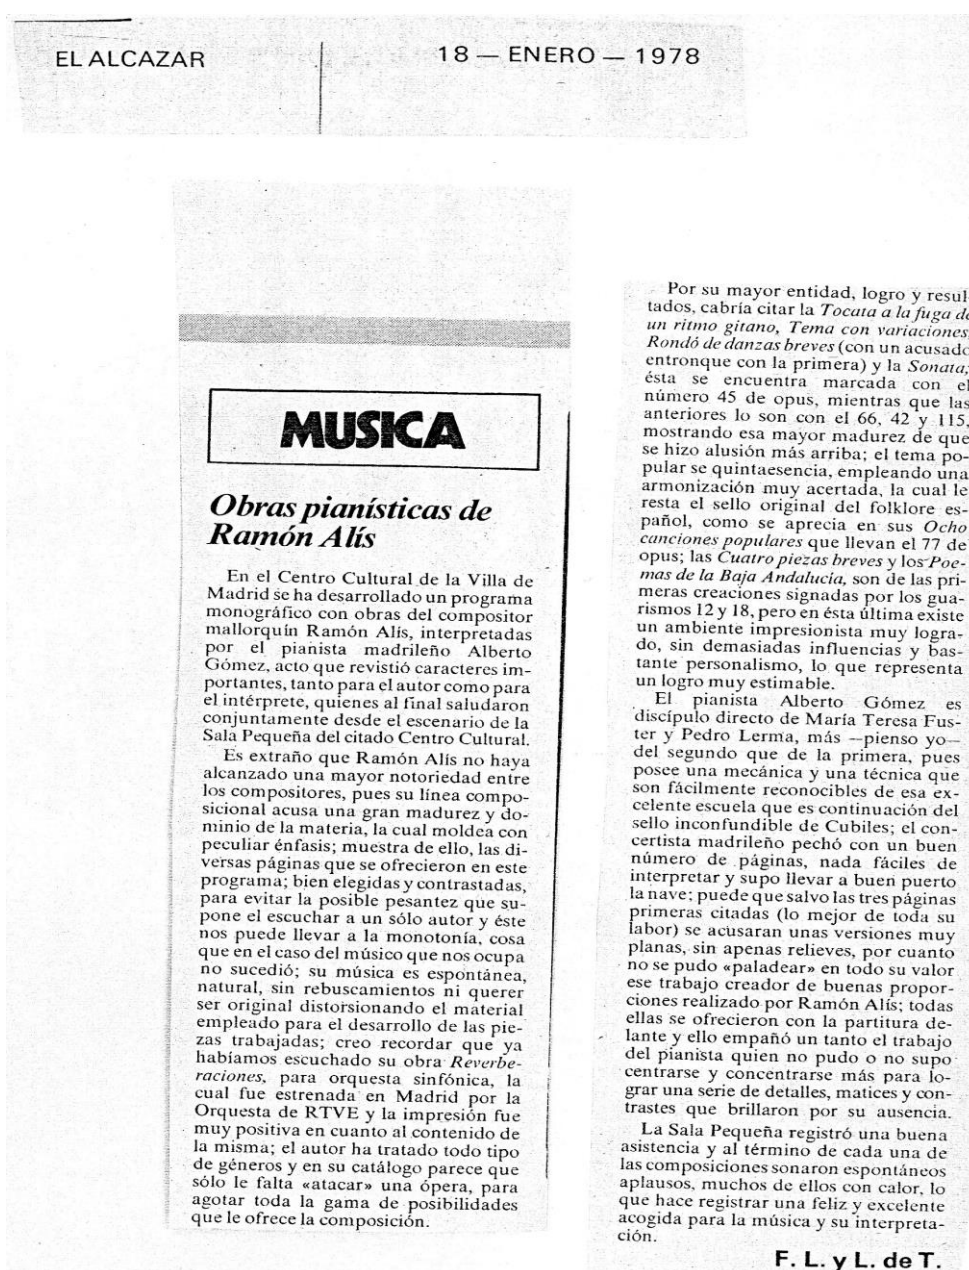 EL ALCAZAR
18 — ENERO — 1978
MUSICA
Obras pianísticas de
Ramón Alís
En el Centro Cultural de la Villa de
Madrid se ha desarrollado un programa
monográfico con obras del compositor
mallorquín Ramón Alís, interpretadas
por el pianista madrileño Alberto
Gómez, acto que revistió caracteres im-
portantes, tanto para el autor como para
el intérprete, quienes al final saludaron
conjuntamente desde el escenario de la
Sala Pequeña del citado Centro Cultural.
Es extraño que Ramón Alís no haya
alcanzado una mayor notoriedad entre
los compositores, pues su línea compo-
sicional acusa una gran madurez y do-
minio de la materia, la cual moldea con
peculiar énfasis; muestra de ello, las di-
versas páginas que se ofrecieron en este
programa; bien elegidas y contrastadas,
para evitar la posible pesantez que su-
pone el escuchar a un sólo autor y éste
nos puede llevar a la monotonía, cosa
que en el caso del músico que nos ocupa
no sucedió; su música es espontánea,
natural, sin rebuscamientos ni querer
ser original distorsionando el material
empleado para el desarrollo de las pie-
zas trabajadas; creo recordar que ya
habíamos escuchado su obra Reverbe-
raciones, para orquesta sinfónica, la
cual fue estrenada en Madrid por la
Orquesta de RTVE y la impresión fue
muy positiva en cuanto al contenido de
la misma; el autor ha tratado todo tipo
de géneros y en su catálogo parece que
sólo le falta «atacar» una ópera, para
agotar toda la gama de posibilidades
que le ofrece la composición.
Por su mayor entidad, logro y resul-
tados, cabría citar la Tocata a la fuga de
un ritmo gitano, Tema con variaciones,
Rondó de danzas breves (con un acusado
entronque con la primera) y la Sonata;
ésta se encuentra marcada con el
número 45 de opus, mientras que las
anteriores lo son con el 66, 42 y 115,
mostrando esa mayor madurez de que
se hizo alusión más arriba; el tema po-
pular se quintaesencia, empleando una
armonización muy acertada, la cual le
resta el sello original del folklore es-
pañol, como se aprecia en sus Ocho
canciones populares que llevan el 77 de
opus; las Cuatro piezas breves y los Poe-
mas de la Baja Andalucía, son de las pri-
meras creaciones signadas por los gua-
rismos 12 y 18, pero en ésta última existe
un ambiente impresionista muy logra-
do, sin demasiadas influencias y bas-
tante personalismo, lo que representa
un logro muy estimable.
El pianista Alberto Gómez es
discípulo directo de María Teresa Fus-
ter y Pedro Lerma, más —pienso yo—
del segundo que de la primera, pues
posee una mecánica y una técnica que
son fácilmente reconocibles de esa ex-
celente escuela que es continuación del
sello inconfundible de Cubiles; el con-
certista madrileño pechó con un buen
número de páginas, nada fáciles de
interpretar y supo llevar a buen puerto
la nave; puede que salvo las tres páginas
primeras citadas (lo mejor de toda su
labor) se acusaran unas versiones muy
planas, sin apenas relieves, por cuanto
no se pudo «paladear» en todo su valor
ese trabajo creador de buenas propor-
ciones realizado por Ramón Alís; todas
ellas se ofrecieron con la partitura de-
lante y ello empañó un tanto el trabajo
del pianista quien no pudo o no supo
centrarse y concentrarse más para lo-
grar una serie de detalles, matices y con-
trastes que brillaron por su ausencia.
La Sala Pequeña registró una buena
asistencia y al término de cada una de
las composiciones sonaron espontáneos
aplausos, muchos de ellos con calor, lo
que hace registrar una feliz y excelente
acogida para la música y su interpreta-
ción.
F. L. y L. de T.